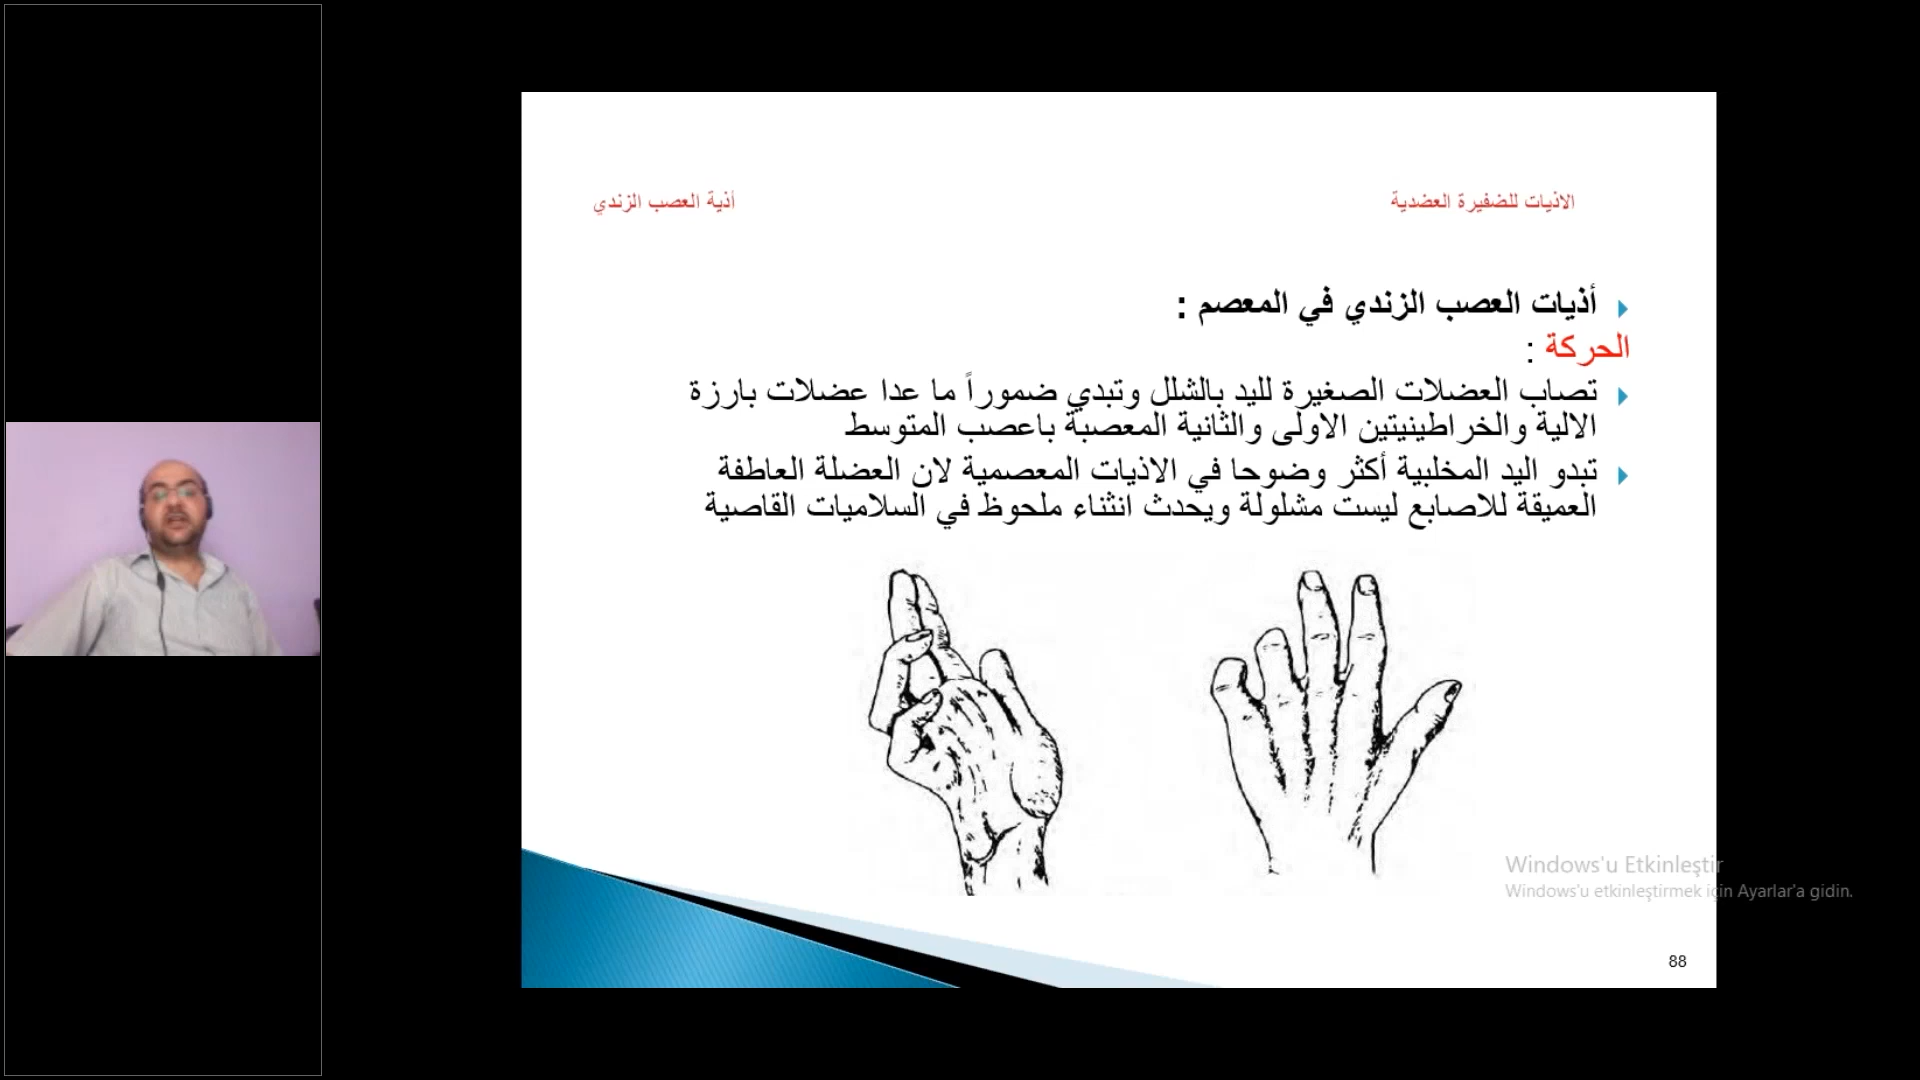 الاذيات للضفيرة العضدية
أذية العصب الزندي
أذيات العصب الزندي في المعصم :
الحركة :
تصاب العضلات الصغيرة لليد بالشلل وتبدي ضموراً ما عدا عضلات بارزة
الالية والخراطينيتين الاولى والثانية المعصبة باعصب المتوسط
تبدو اليد المخلبية أكثر وضوحا في الاذيات المعصمية لان العضلة العاطفة
العميقة للاصابع ليست مشلولة ويحدث انثناء ملحوظ في السلاميات القاصية
Windows'u Etkinleştir
Windows'u etkinleştirmek için Ayarlar'a gidin.
88